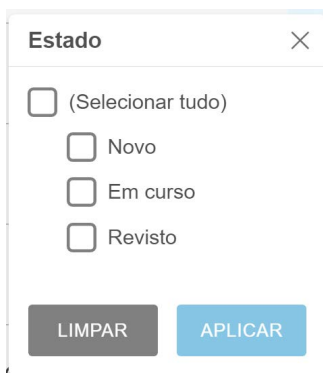 Estado
(Selecionar tudo)
Novo
Em curso
Revisto
LIMPAR APLICAR